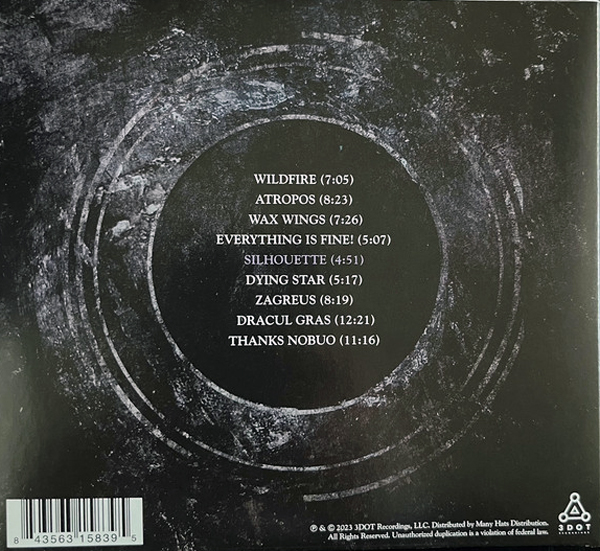 WILDFIRE (7:05)
ATROPOS (8:23)
WAX WINGS (7:26)
EVERYTHING IS FINE! (5:07)
SILHOUETTE (4:51)
DYING STAR (5:17)
ZAGREUS (8:19)
DRACUL GRAS (12:21)
THANKS NOBUO (11:16)
8 43563 15839 5
℗ & © 2023 3DOT Recordings, LLC. Distributed by Many Hats Distribution.
All Rights Reserved. Unauthorized duplication is a violation of federal law.
3DOT
RECORDINGS